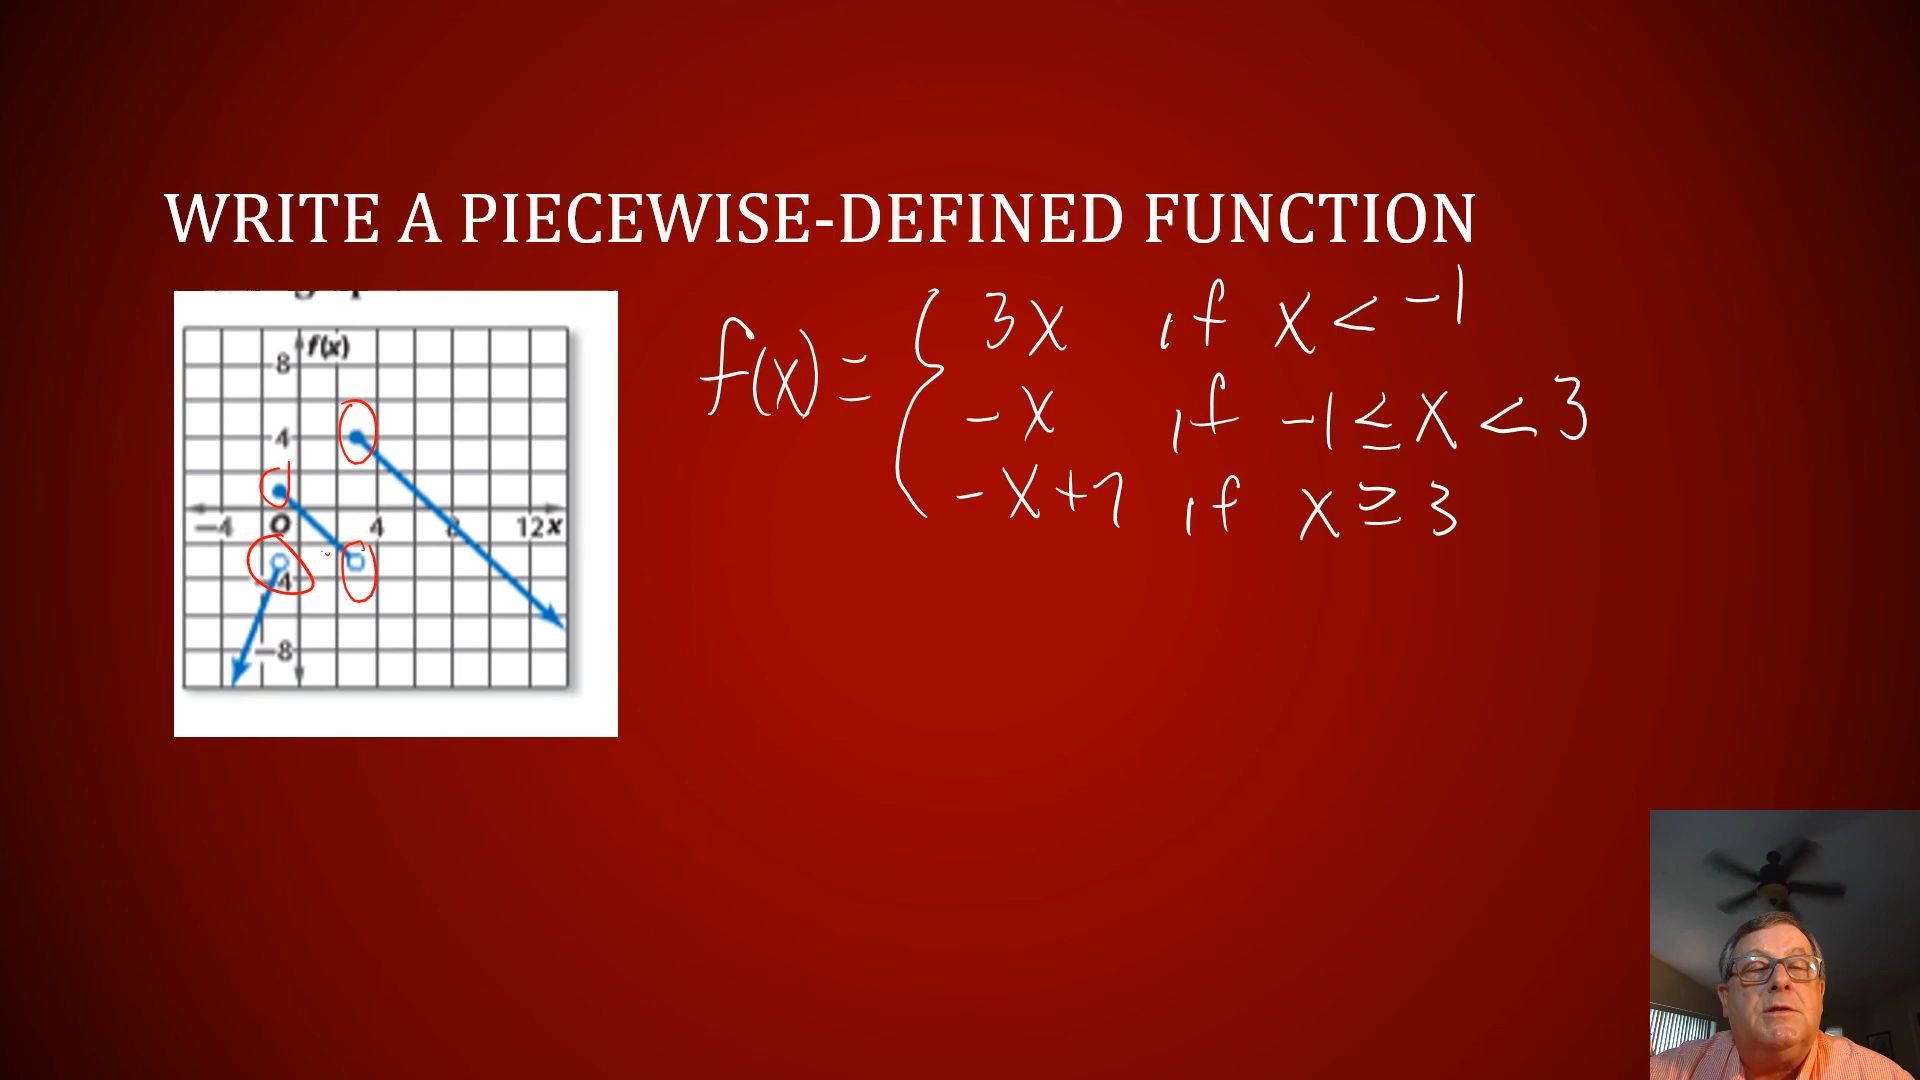 WRITE A PIECEWISE-DEFINED FUNCTION
f(x)
8
4
-4 O 4 8 12 x
-4
-8
f(x) = { 3x if x < -1
-x if -1 ≤ x < 3
-x+7 if x ≥ 3